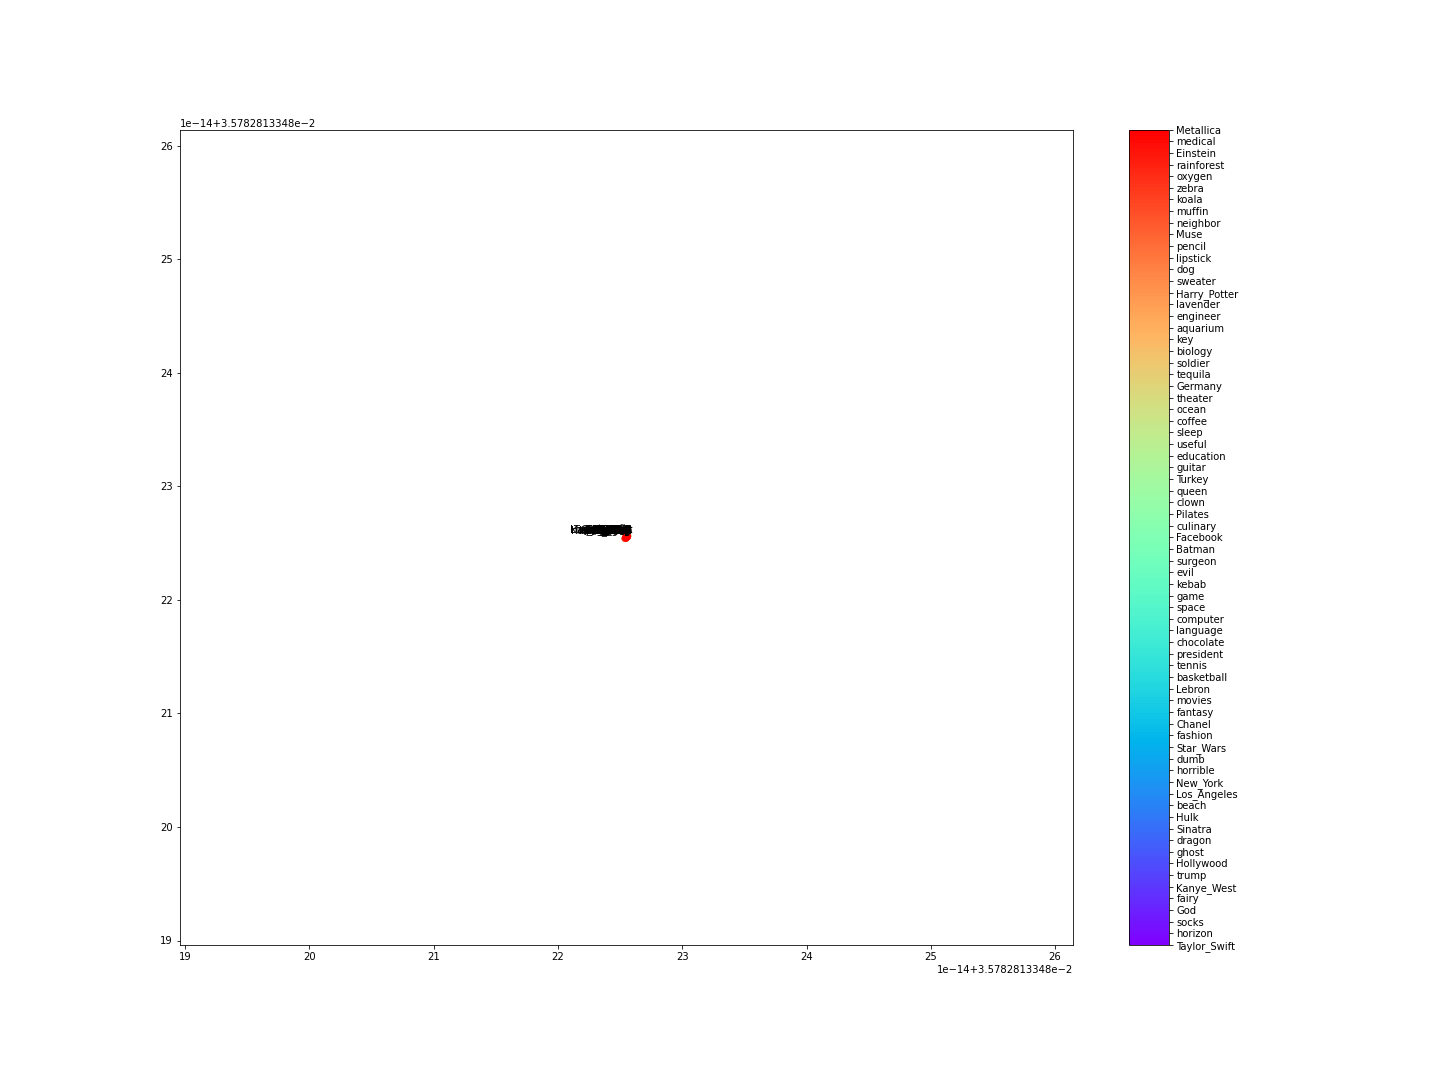 1e−14+3.5782813348e−2
26
25
24
23
22
21
20
19
19
20
21
22
23
24
25
26
1e−14+3.5782813348e−2
Metallica
medical
Einstein
rainforest
oxygen
zebra
koala
muffin
neighbor
Muse
pencil
lipstick
dog
sweater
Harry_Potter
lavender
engineer
aquarium
key
biology
soldier
tequila
Germany
theater
ocean
coffee
sleep
useful
education
guitar
Turkey
queen
clown
Pilates
culinary
Facebook
Batman
surgeon
evil
kebab
game
space
computer
language
chocolate
president
tennis
basketball
Lebron
movies
fantasy
Chanel
fashion
Star_Wars
dumb
horrible
New_York
Los_Angeles
beach
Hulk
Sinatra
dragon
ghost
Hollywood
trump
Kanye_West
fairy
God
socks
horizon
Taylor_Swift